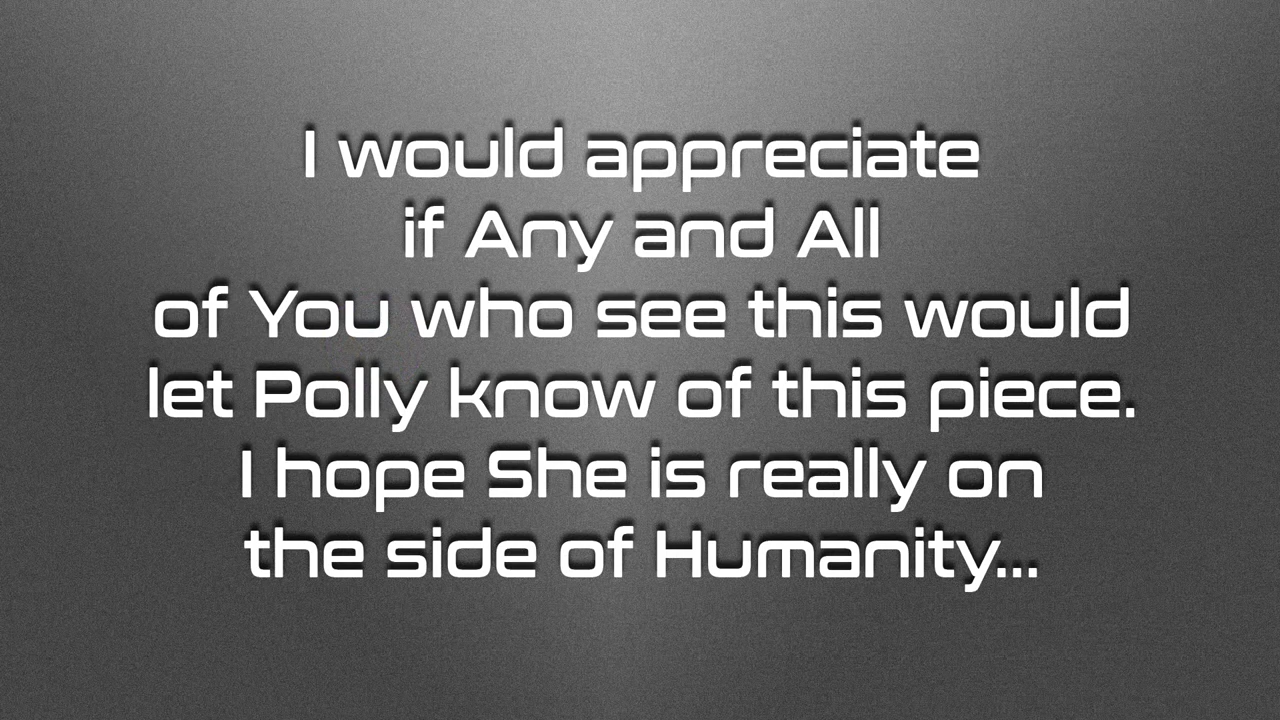 I would appreciate
if Any and All
of You who see this would
let Polly know of this piece.
I hope She is really on
the side of Humanity...